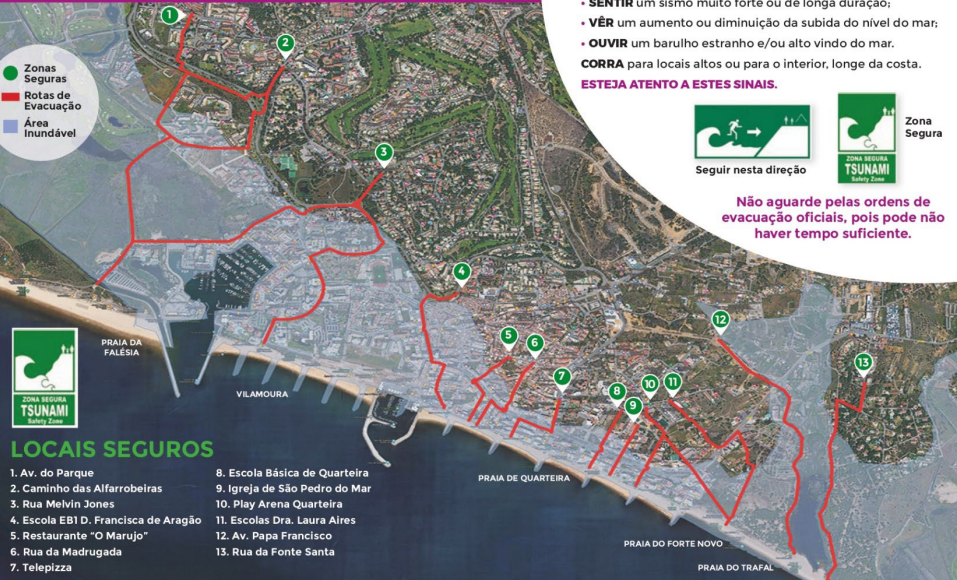 • SENTIR um sismo muito forte ou de longa duração;
• VÊR um aumento ou diminuição da subida do nível do mar;
• OUVIR um barulho estranho e/ou alto vindo do mar.
CORRA para locais altos ou para o interior, longe da costa.
ESTEJA ATENTO A ESTES SINAIS.
Zonas
Seguras
Rotas de
Evacuação
Área
Inundável
Seguir nesta direção
ZONA SEGURA
TSUNAMI
Safety Zone
Zona
Segura
Não aguarde pelas ordens de
evacuação oficiais, pois pode não
haver tempo suficiente.
1
2
3
4
5
6
7
8
9
10
11
12
13
PRAIA DA
FALÉSIA
VILAMOURA
PRAIA DE QUARTEIRA
PRAIA DO FORTE NOVO
PRAIA DO TRAFAL
ZONA SEGURA
TSUNAMI
Safety Zone
LOCAIS SEGUROS
1. Av. do Parque
2. Caminho das Alfarrobeiras
3. Rua Melvin Jones
4. Escola EB1 D. Francisca de Aragão
5. Restaurante “O Marujo”
6. Rua da Madrugada
7. Telepizza
8. Escola Básica de Quarteira
9. Igreja de São Pedro do Mar
10. Play Arena Quarteira
11. Escolas Dra. Laura Aires
12. Av. Papa Francisco
13. Rua da Fonte Santa